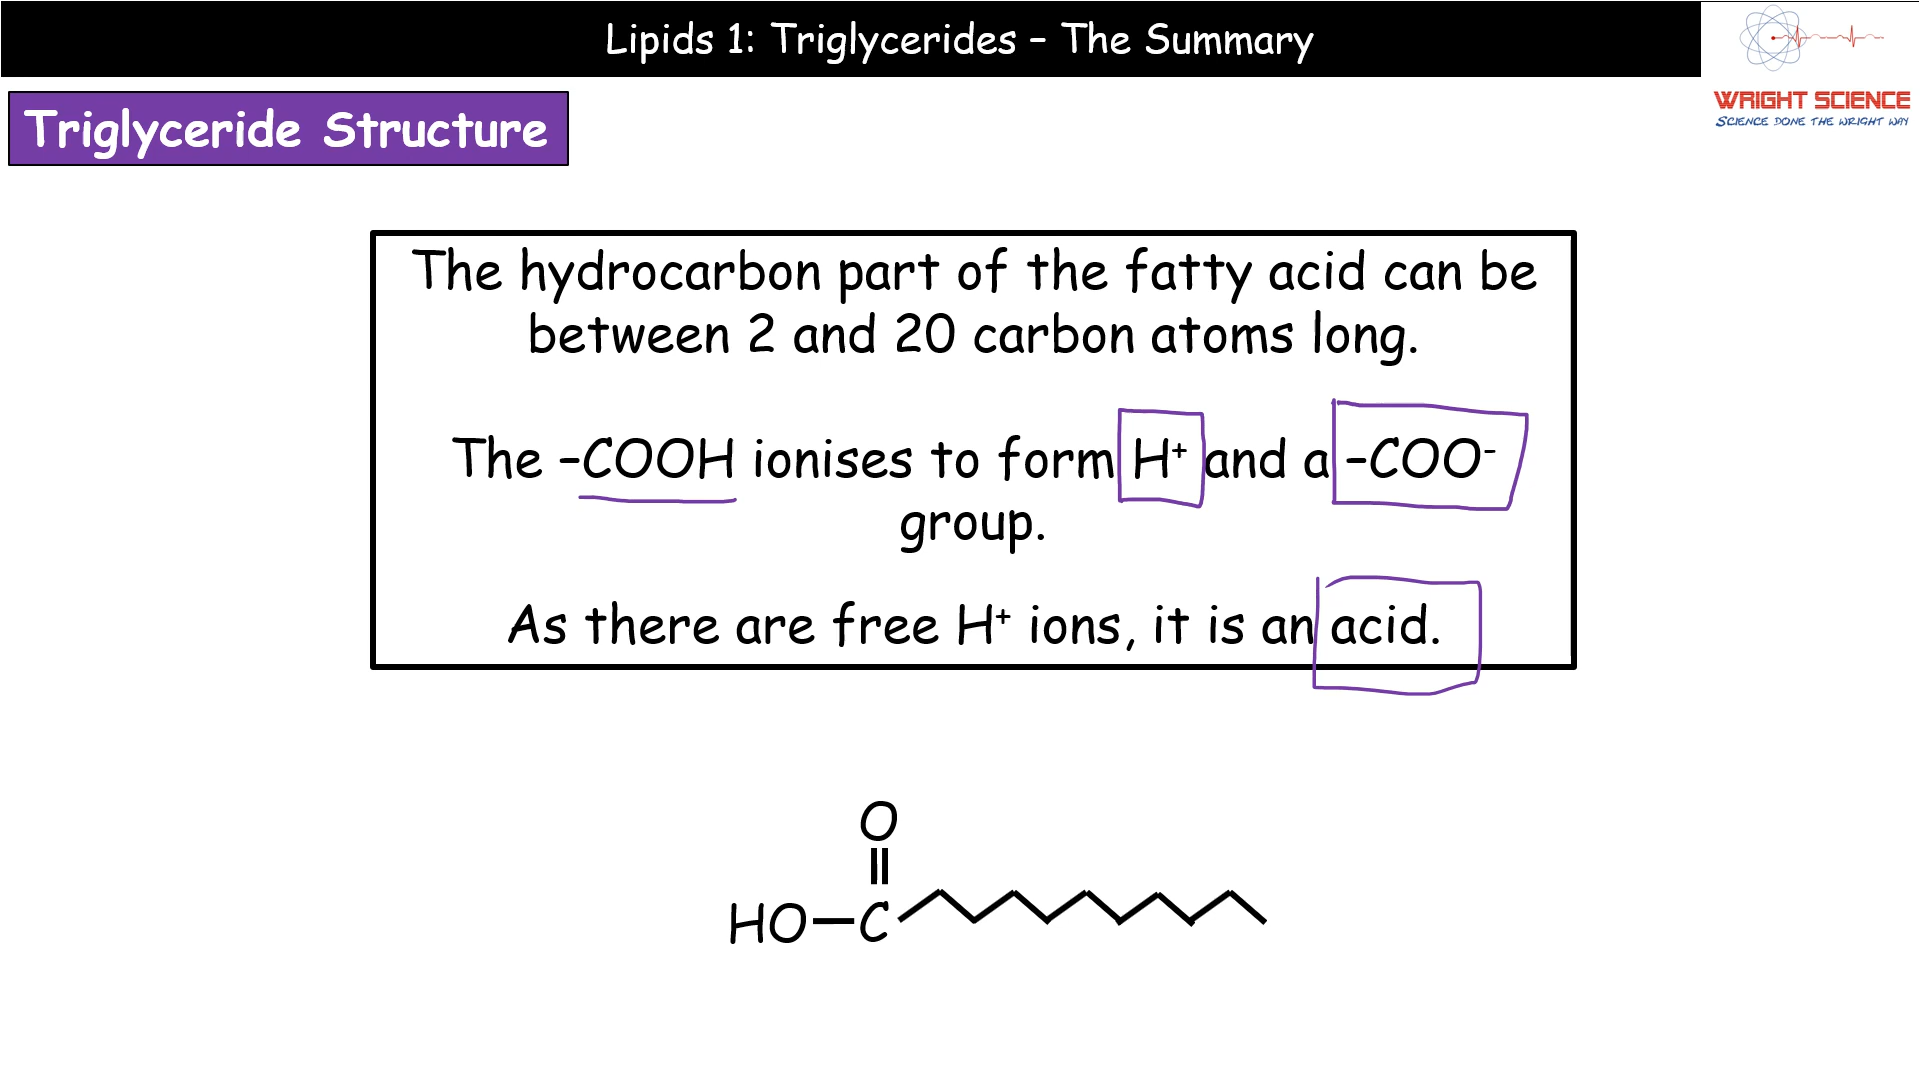 Lipids 1: Triglycerides – The Summary
WRIGHT SCIENCE
SCIENCE DONE THE WRIGHT WAY
Triglyceride Structure
The hydrocarbon part of the fatty acid can be
between 2 and 20 carbon atoms long.
The –COOH ionises to form H⁺ and a –COO⁻
group.
As there are free H⁺ ions, it is an acid.
O
HO C